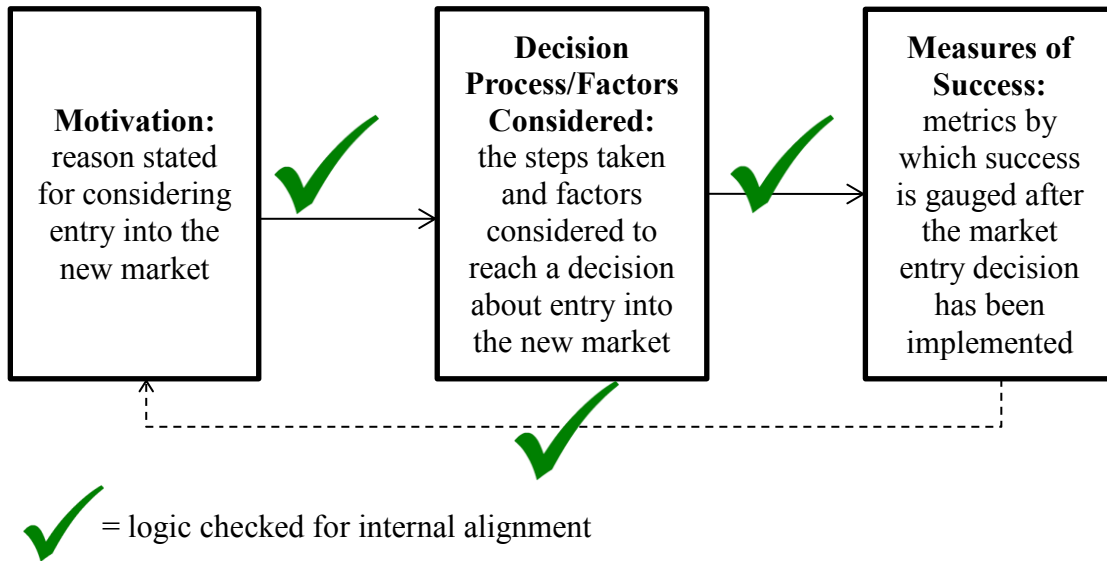 Motivation:
reason stated
for considering
entry into the
new market
Decision
Process/Factors
Considered:
the steps taken
and factors
considered to
reach a decision
about entry into
the new market
Measures of
Success:
metrics by
which success
is gauged after
the market
entry decision
has been
implemented
= logic checked for internal alignment